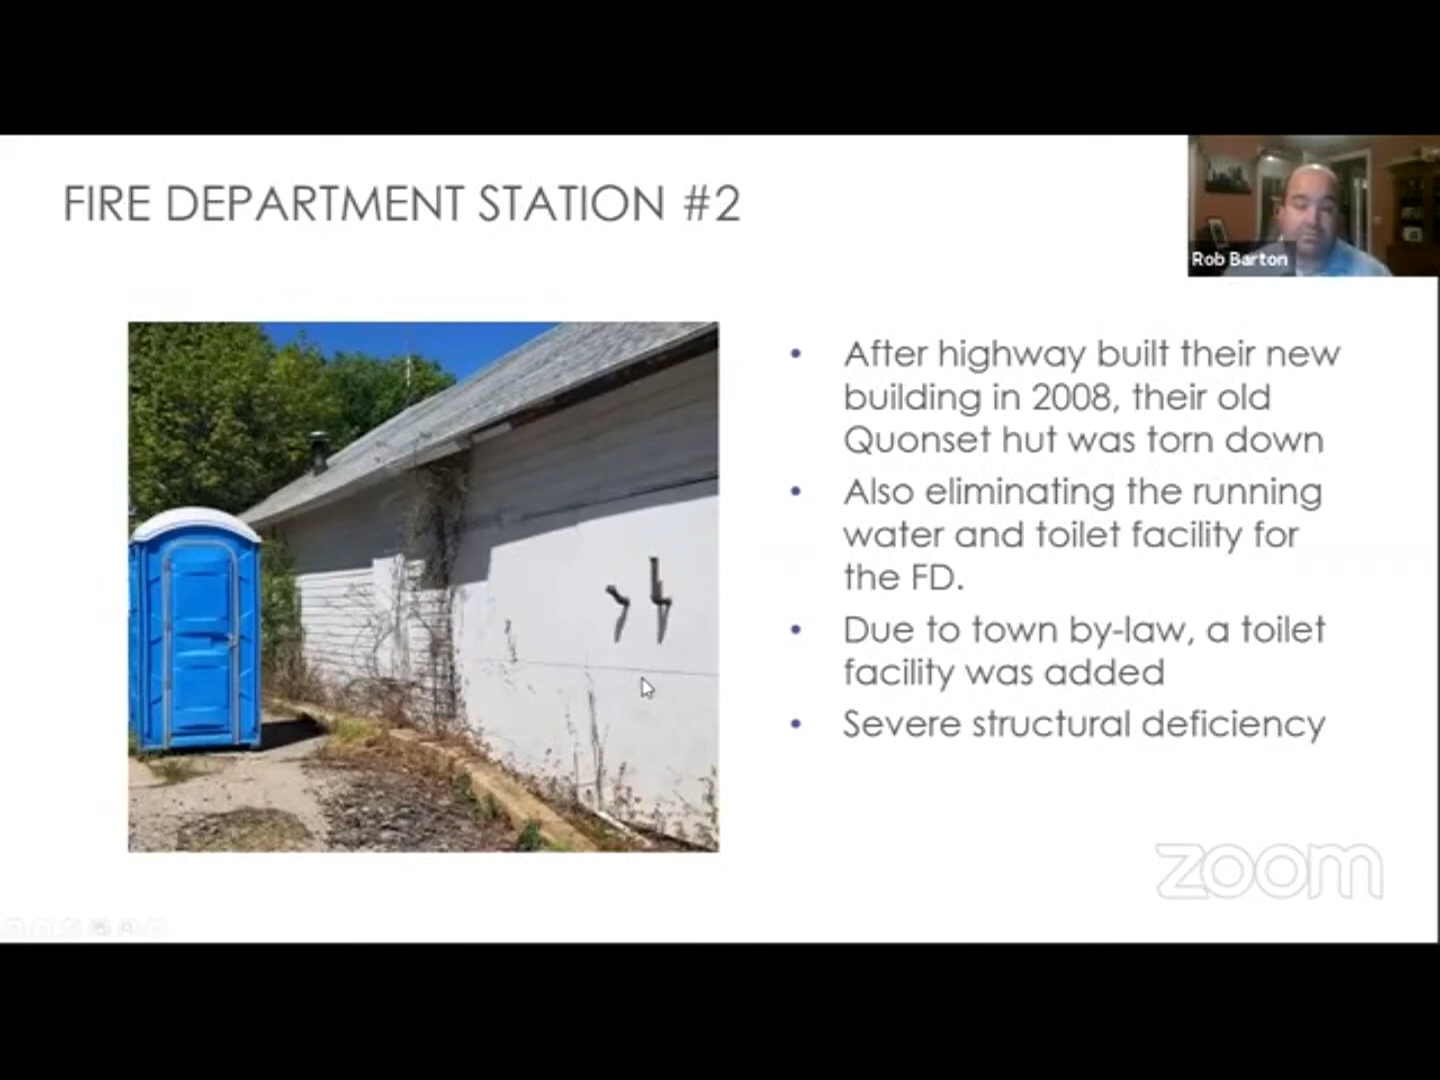 FIRE DEPARTMENT STATION #2
Rob Barton
• After highway built their new
building in 2008, their old
Quonset hut was torn down
• Also eliminating the running
water and toilet facility for
the FD.
• Due to town by-law, a toilet
facility was added
• Severe structural deficiency
zoom